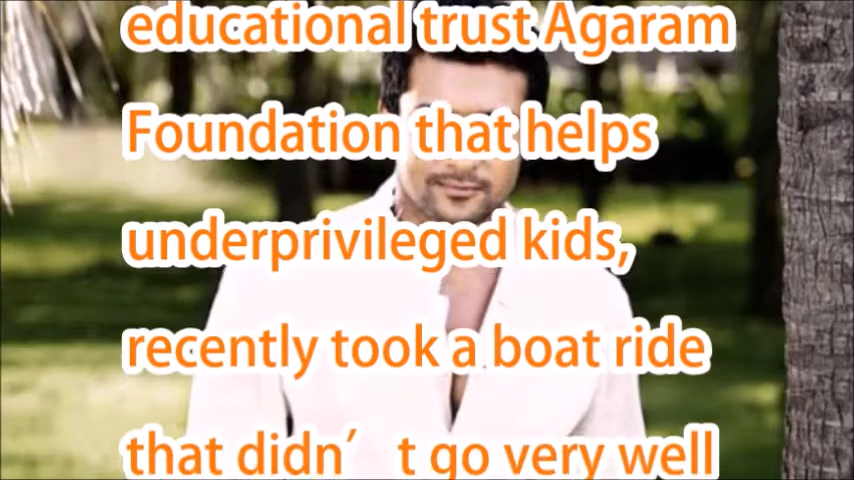 educational trust Agaram
Foundation that helps
underprivileged kids,
recently took a boat ride
that didn′ t go very well